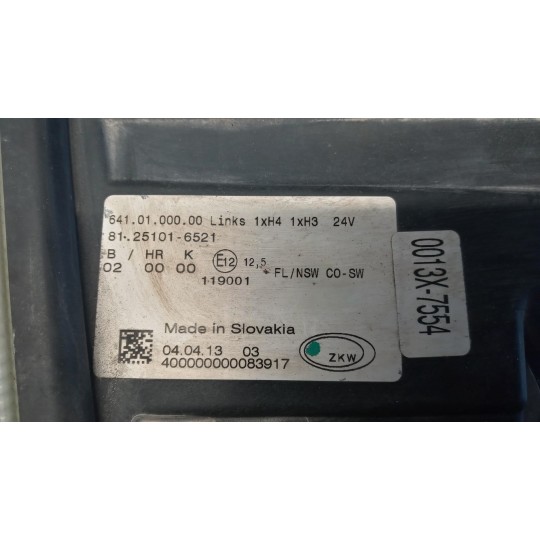 641.01.000.00 Links 1xH4 1xH3 24V
81.25101-6521
B / HR K E12 12,5 FL/NSW CO-SW
02 00 00 119001
Made in Slovakia
04.04.13 03 ZKW
400000000083917
0013X-7554